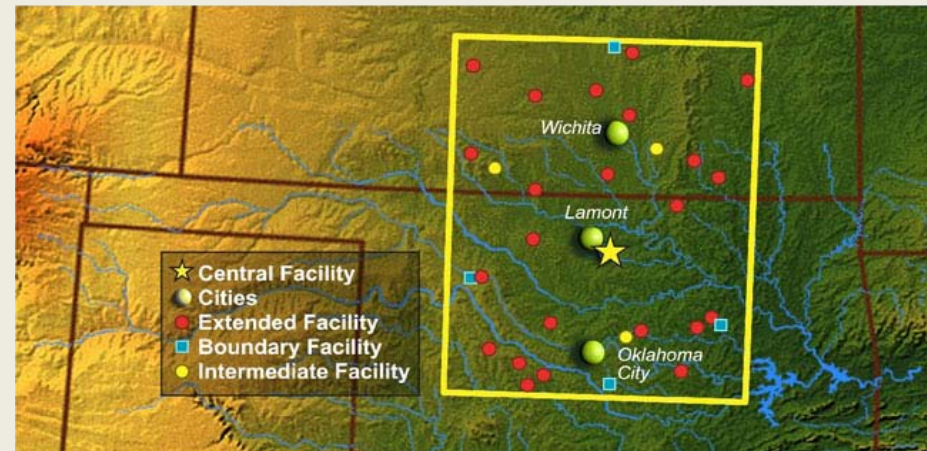 Wichita
Lamont
Central Facility
Cities
Extended Facility
Boundary Facility
Intermediate Facility
Oklahoma
City